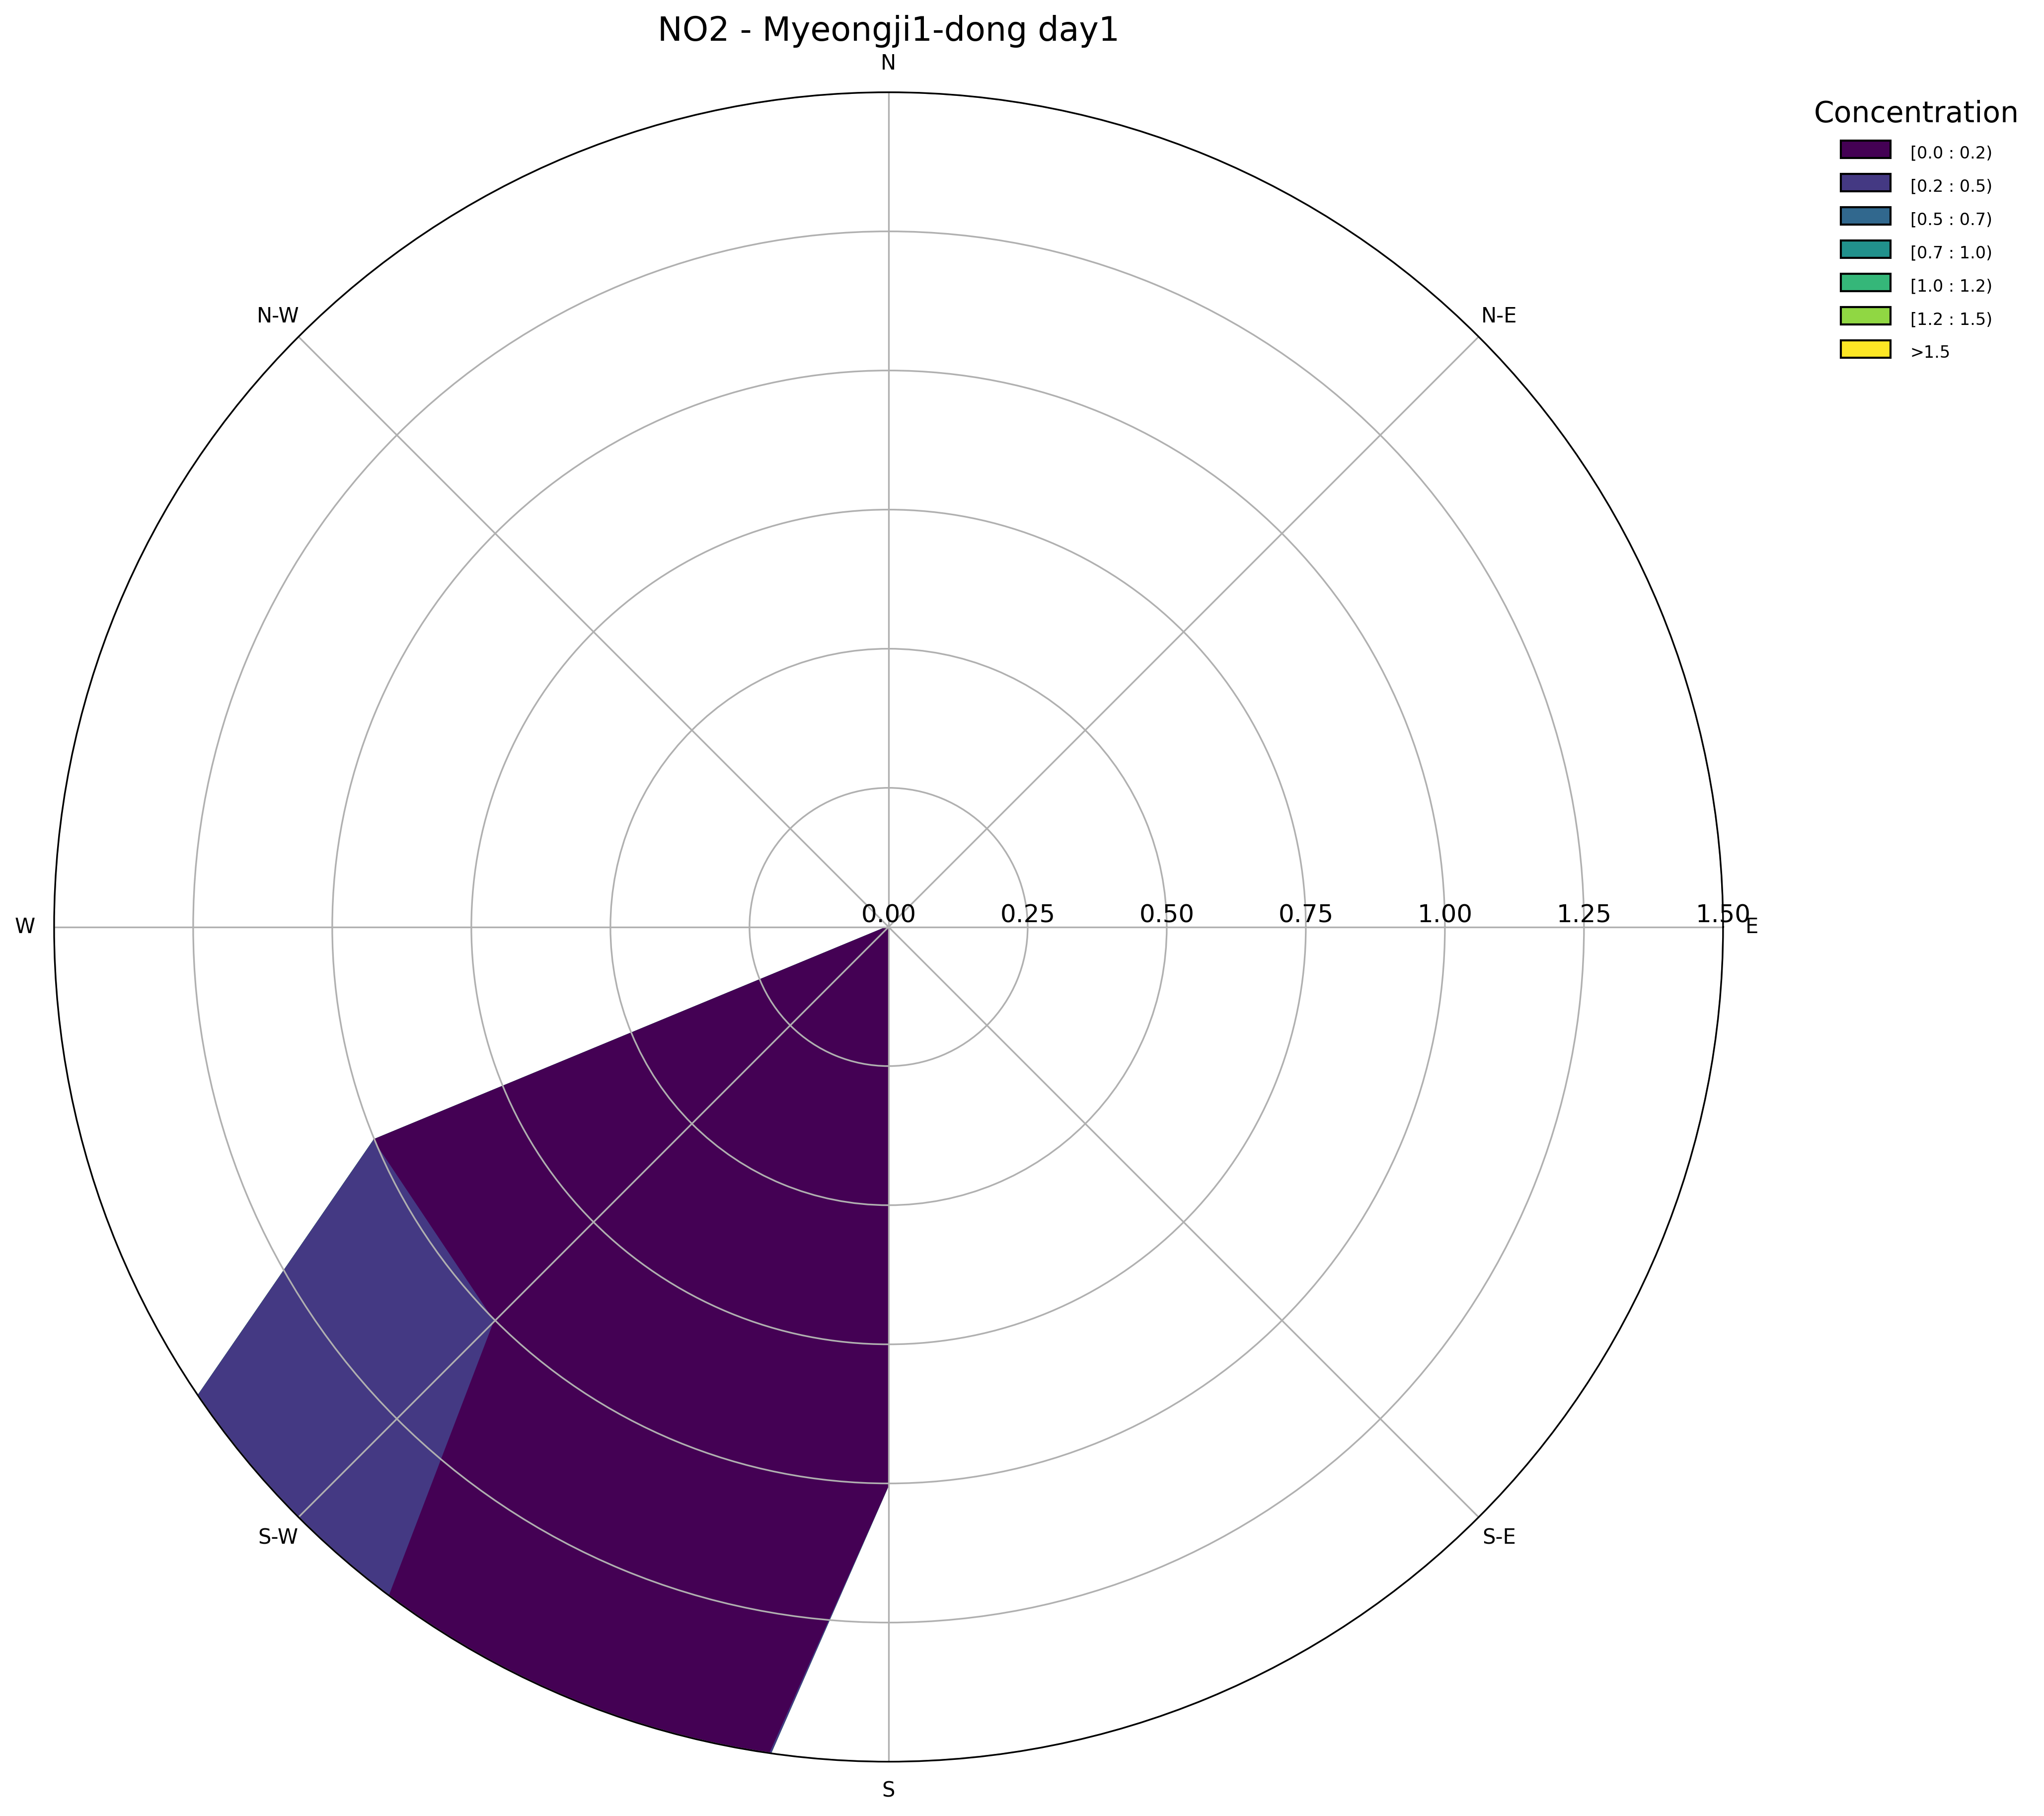 NO2 - Myeongji1-dong day1
N
Concentration
[0.0 : 0.2)
[0.2 : 0.5)
[0.5 : 0.7)
[0.7 : 1.0)
[1.0 : 1.2)
[1.2 : 1.5)
>1.5
N-W
N-E
0.00 0.25 0.50 0.75 1.00 1.25 1.50
W
E
S-W
S-E
S